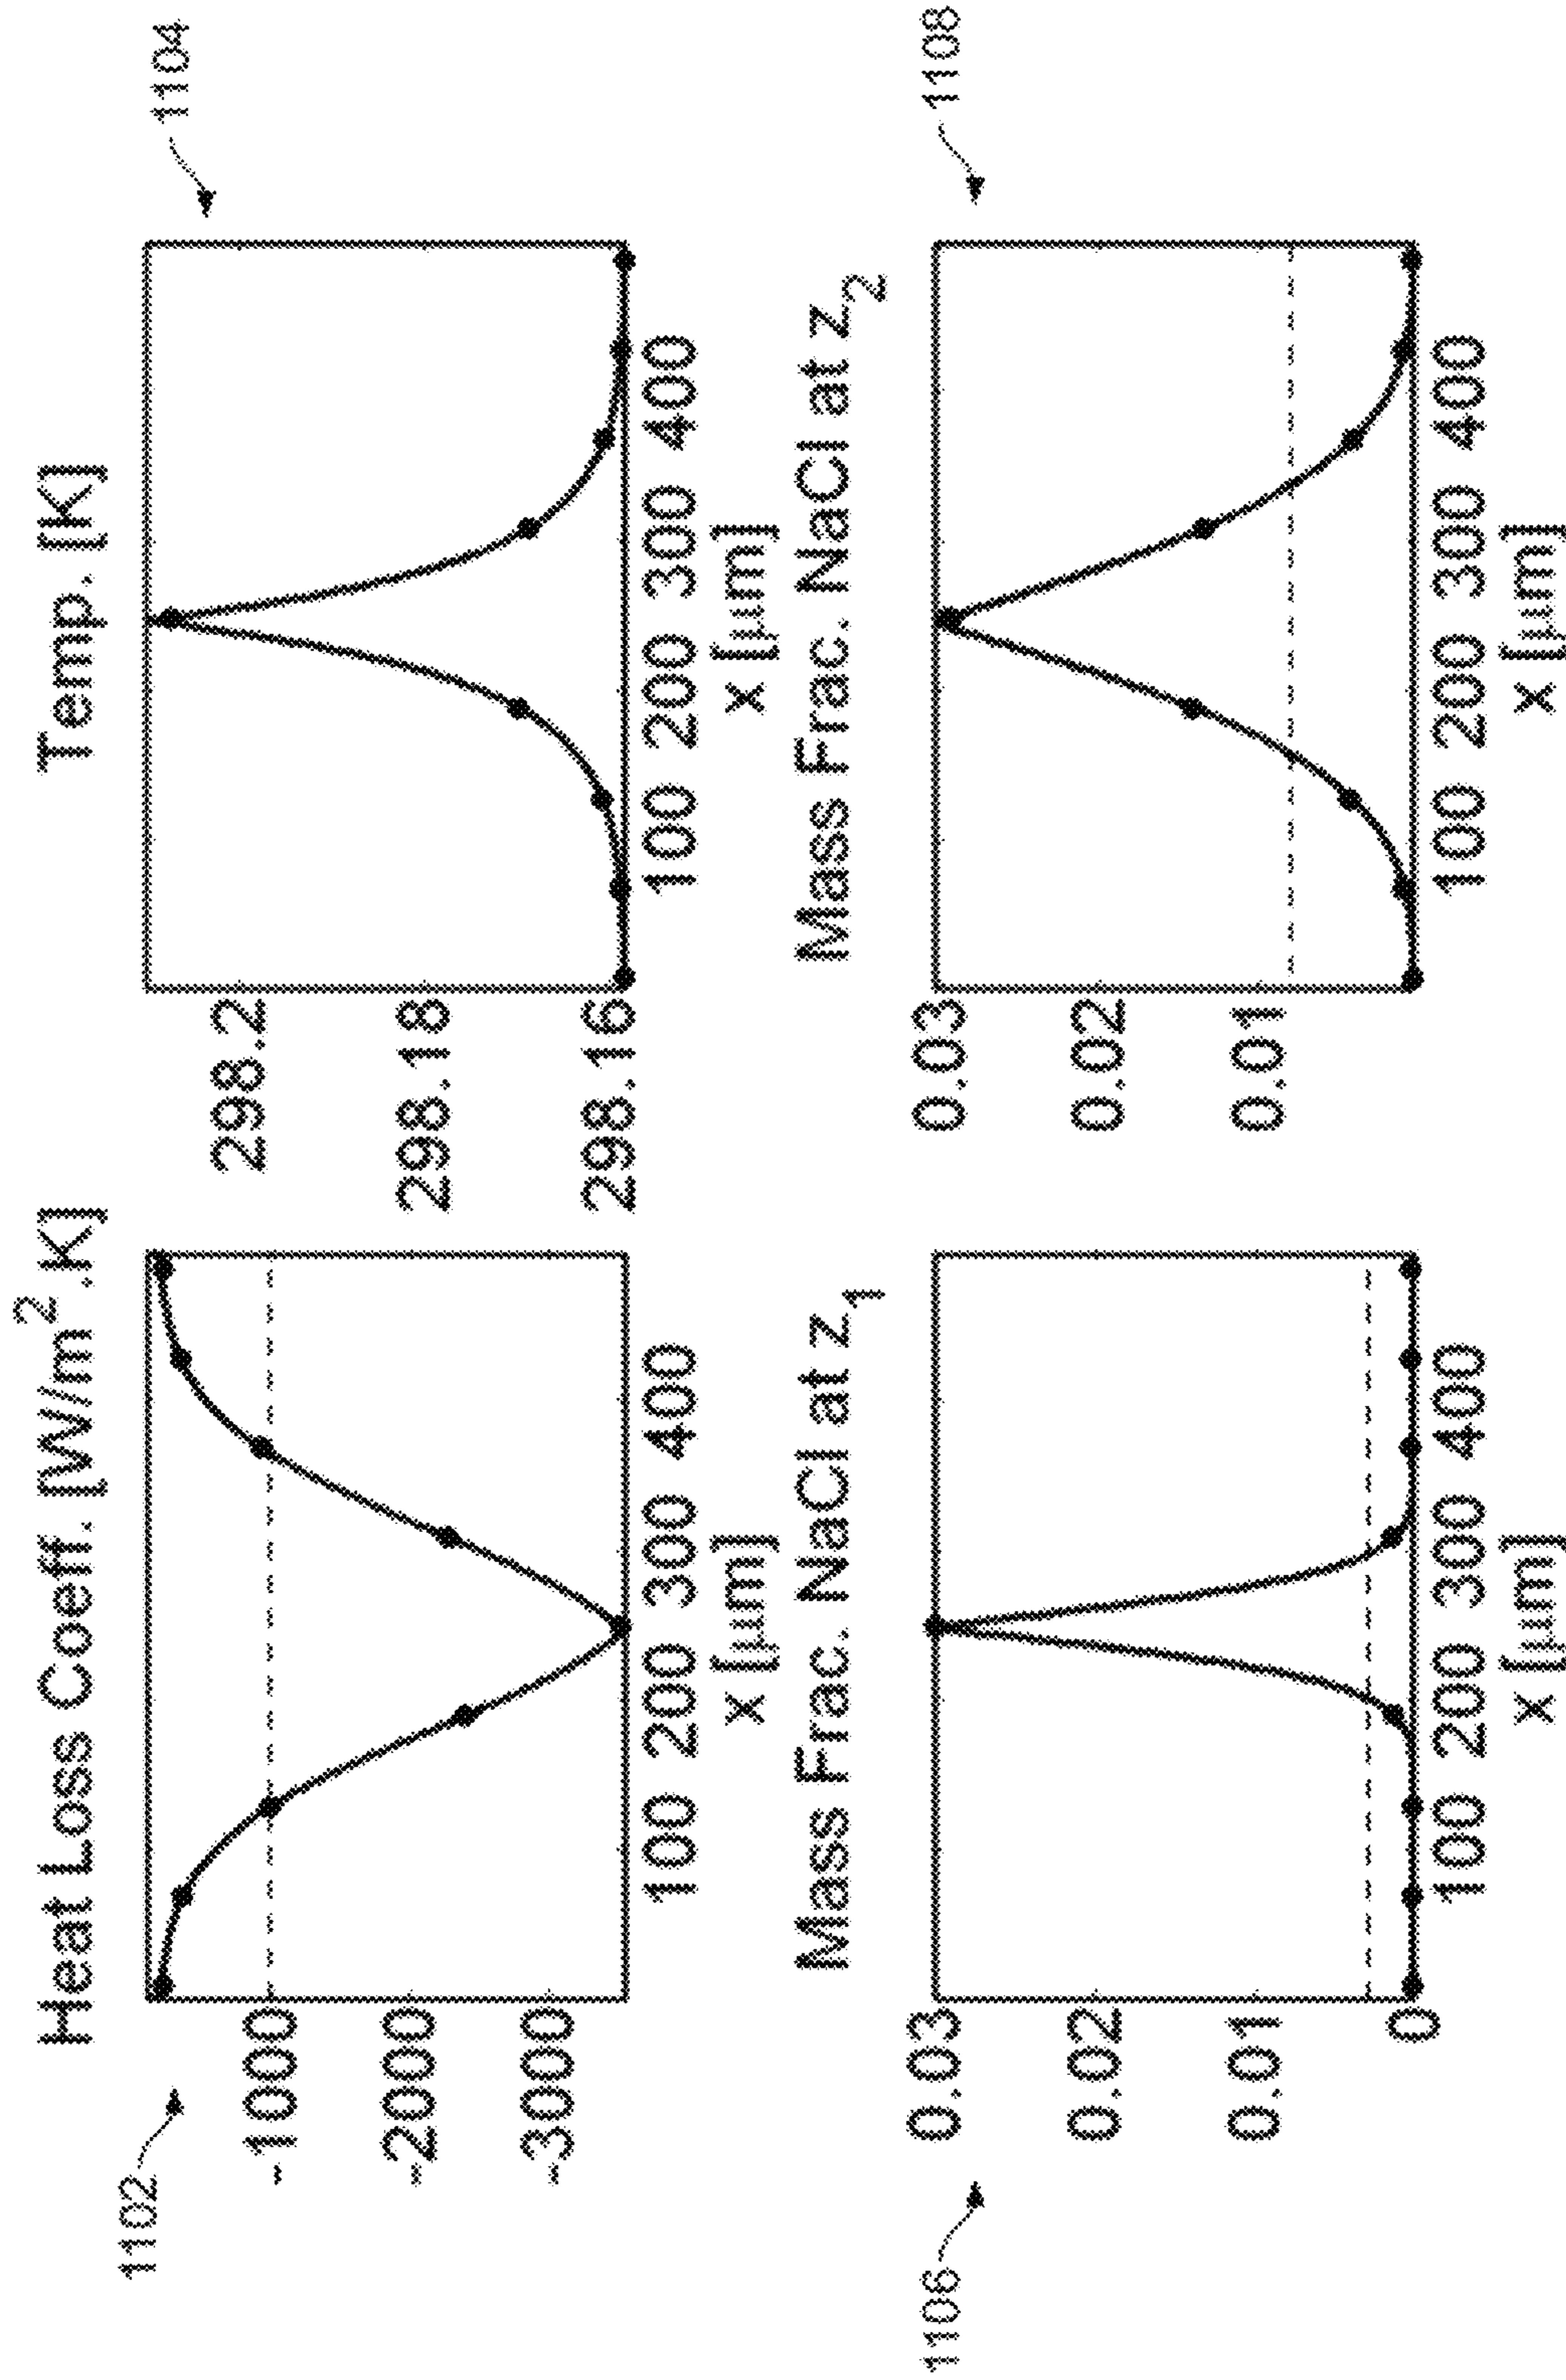 1102
Heat Loss Coeff. [W/m2.K]
-1000
-2000
-3000
100 200 300 400
x [μm]
Temp. [K]
1104
298.2
298.18
298.16
100 200 300 400
x [μm]
1106
Mass Frac. NaCl at z1
0.03
0.02
0.01
0
100 200 300 400
x [μm]
Mass Frac. NaCl at z2
1108
0.03
0.02
0.01
100 200 300 400
x [μm]